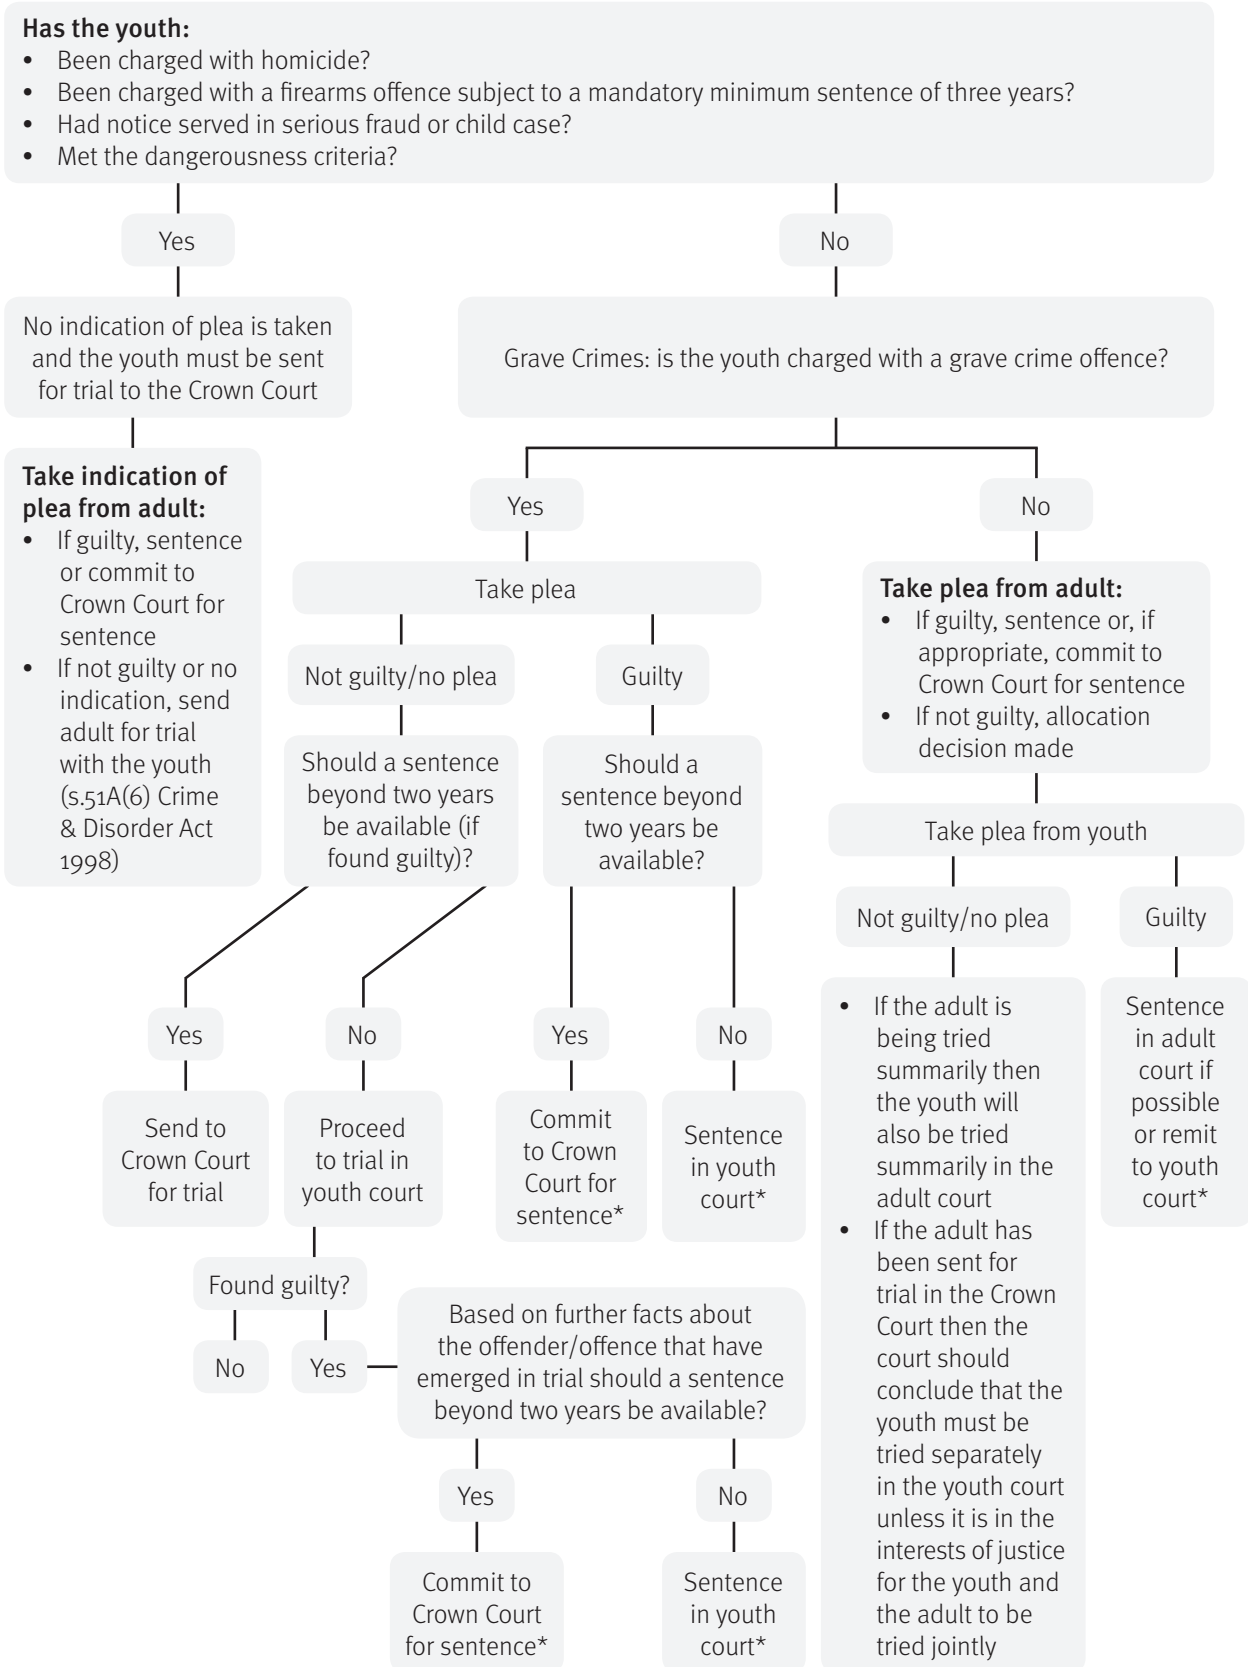 Has the youth:
• Been charged with homicide?
• Been charged with a firearms offence subject to a mandatory minimum sentence of three years?
• Had notice served in serious fraud or child case?
• Met the dangerousness criteria?
Yes
No
No indication of plea is taken
and the youth must be sent
for trial to the Crown Court
Grave Crimes: is the youth charged with a grave crime offence?
Take indication of
plea from adult:
• If guilty, sentence
or commit to
Crown Court for
sentence
• If not guilty or no
indication, send
adult for trial
with the youth
(s.51A(6) Crime
& Disorder Act
1998)
Yes
No
Take plea
Take plea from adult:
• If guilty, sentence or, if
appropriate, commit to
Crown Court for sentence
• If not guilty, allocation
decision made
Not guilty/no plea
Guilty
Should a sentence
beyond two years
be available (if
found guilty)?
Should a
sentence beyond
two years be
available?
Take plea from youth
Not guilty/no plea
Guilty
Yes
No
Yes
No
Send to
Crown Court
for trial
Proceed
to trial in
youth court
Commit
to Crown
Court for
sentence*
Sentence
in youth
court*
• If the adult is
being tried
summarily then
the youth will
also be tried
summarily in the
adult court
• If the adult has
been sent for
trial in the Crown
Court then the
court should
conclude that the
youth must be
tried separately
in the youth court
unless it is in the
interests of justice
for the youth and
the adult to be
tried jointly
Sentence
in adult
court if
possible
or remit
to youth
court*
Found guilty?
No
Yes
Based on further facts about
the offender/offence that have
emerged in trial should a sentence
beyond two years be available?
Yes
No
Commit to
Crown Court
for sentence*
Sentence
in youth
court*